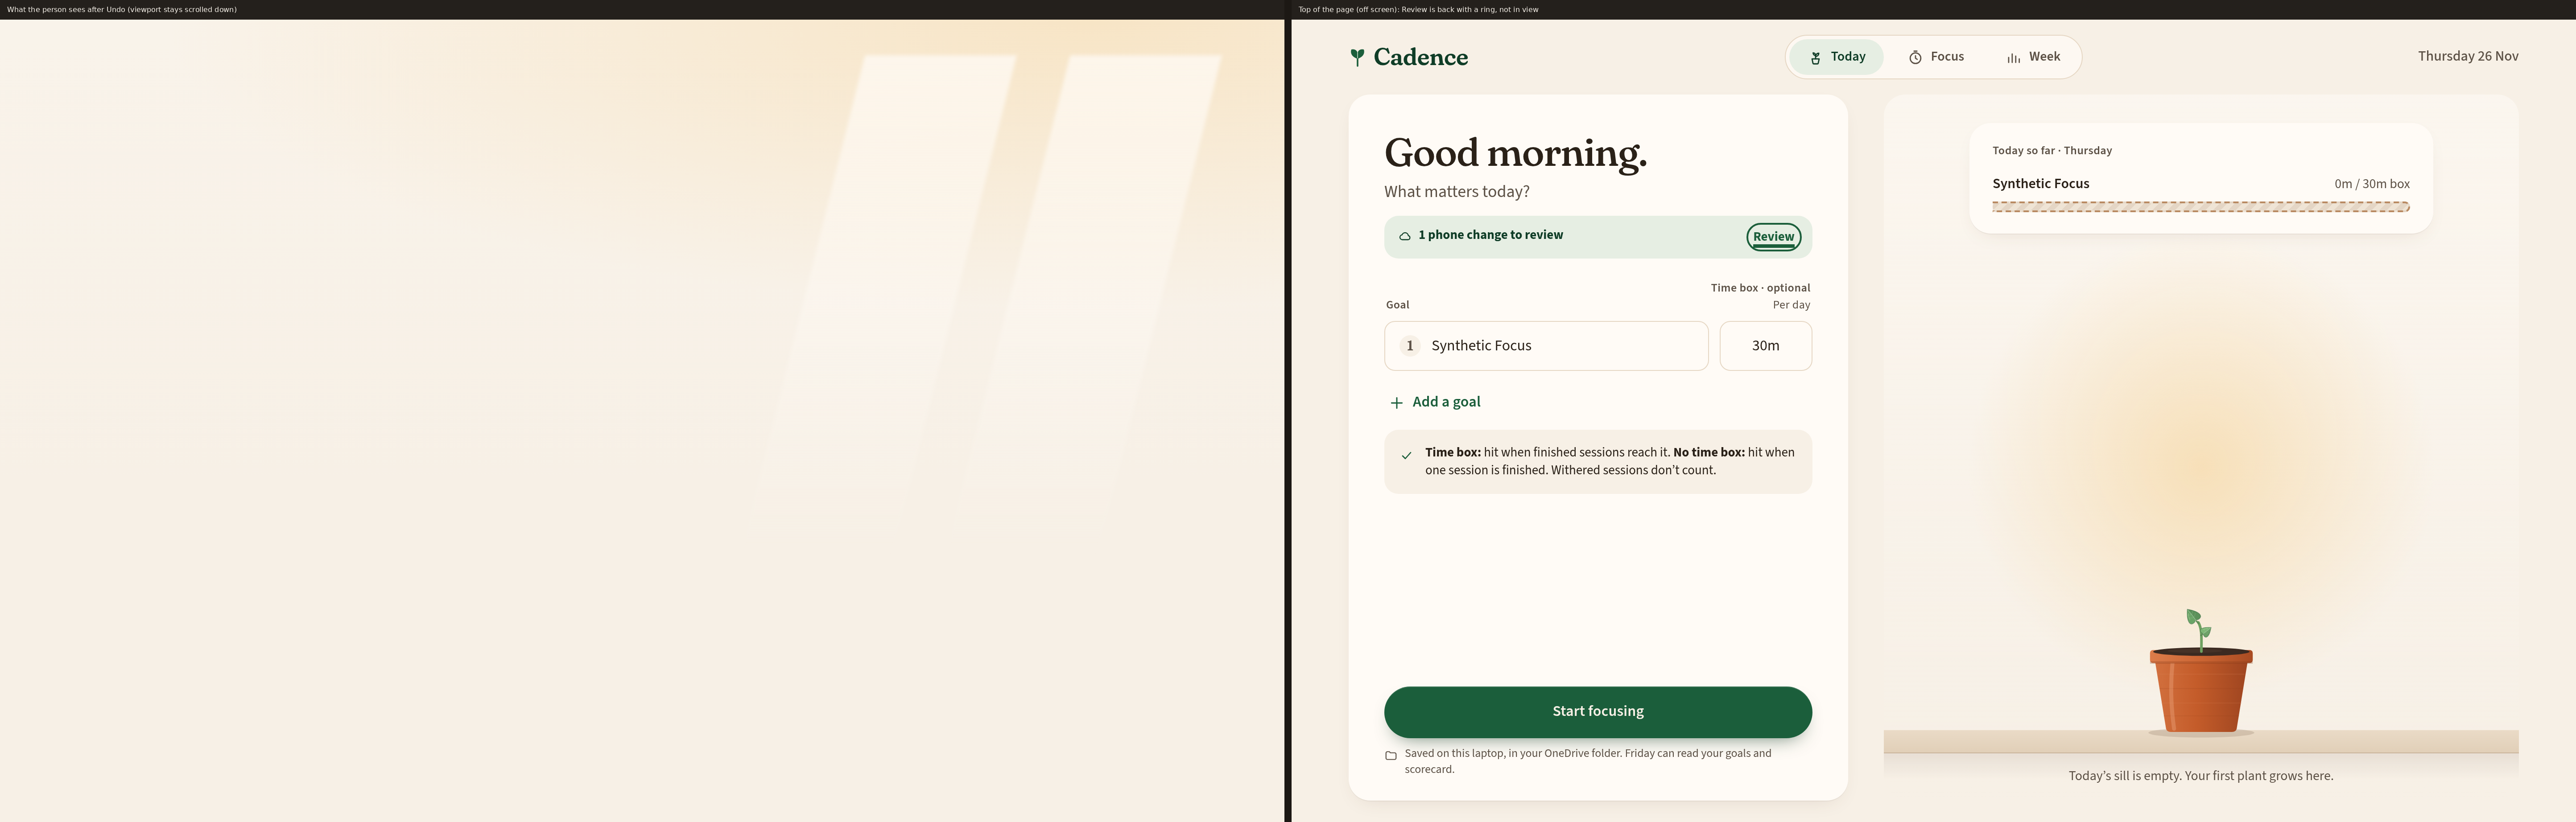 What the person sees after Undo (viewport stays scrolled down)
Top of the page (off screen): Review is back with a ring, not in view
Cadence
Today
Focus
Week
Thursday 26 Nov
Good morning.
What matters today?
1 phone change to review
Review
Time box · optional
Goal
Per day
1
Synthetic Focus
30m
Add a goal
Time box: hit when finished sessions reach it. No time box: hit when
one session is finished. Withered sessions don’t count.
Start focusing
Saved on this laptop, in your OneDrive folder. Friday can read your goals and
scorecard.
Today so far · Thursday
Synthetic Focus
0m / 30m box
Today’s sill is empty. Your first plant grows here.